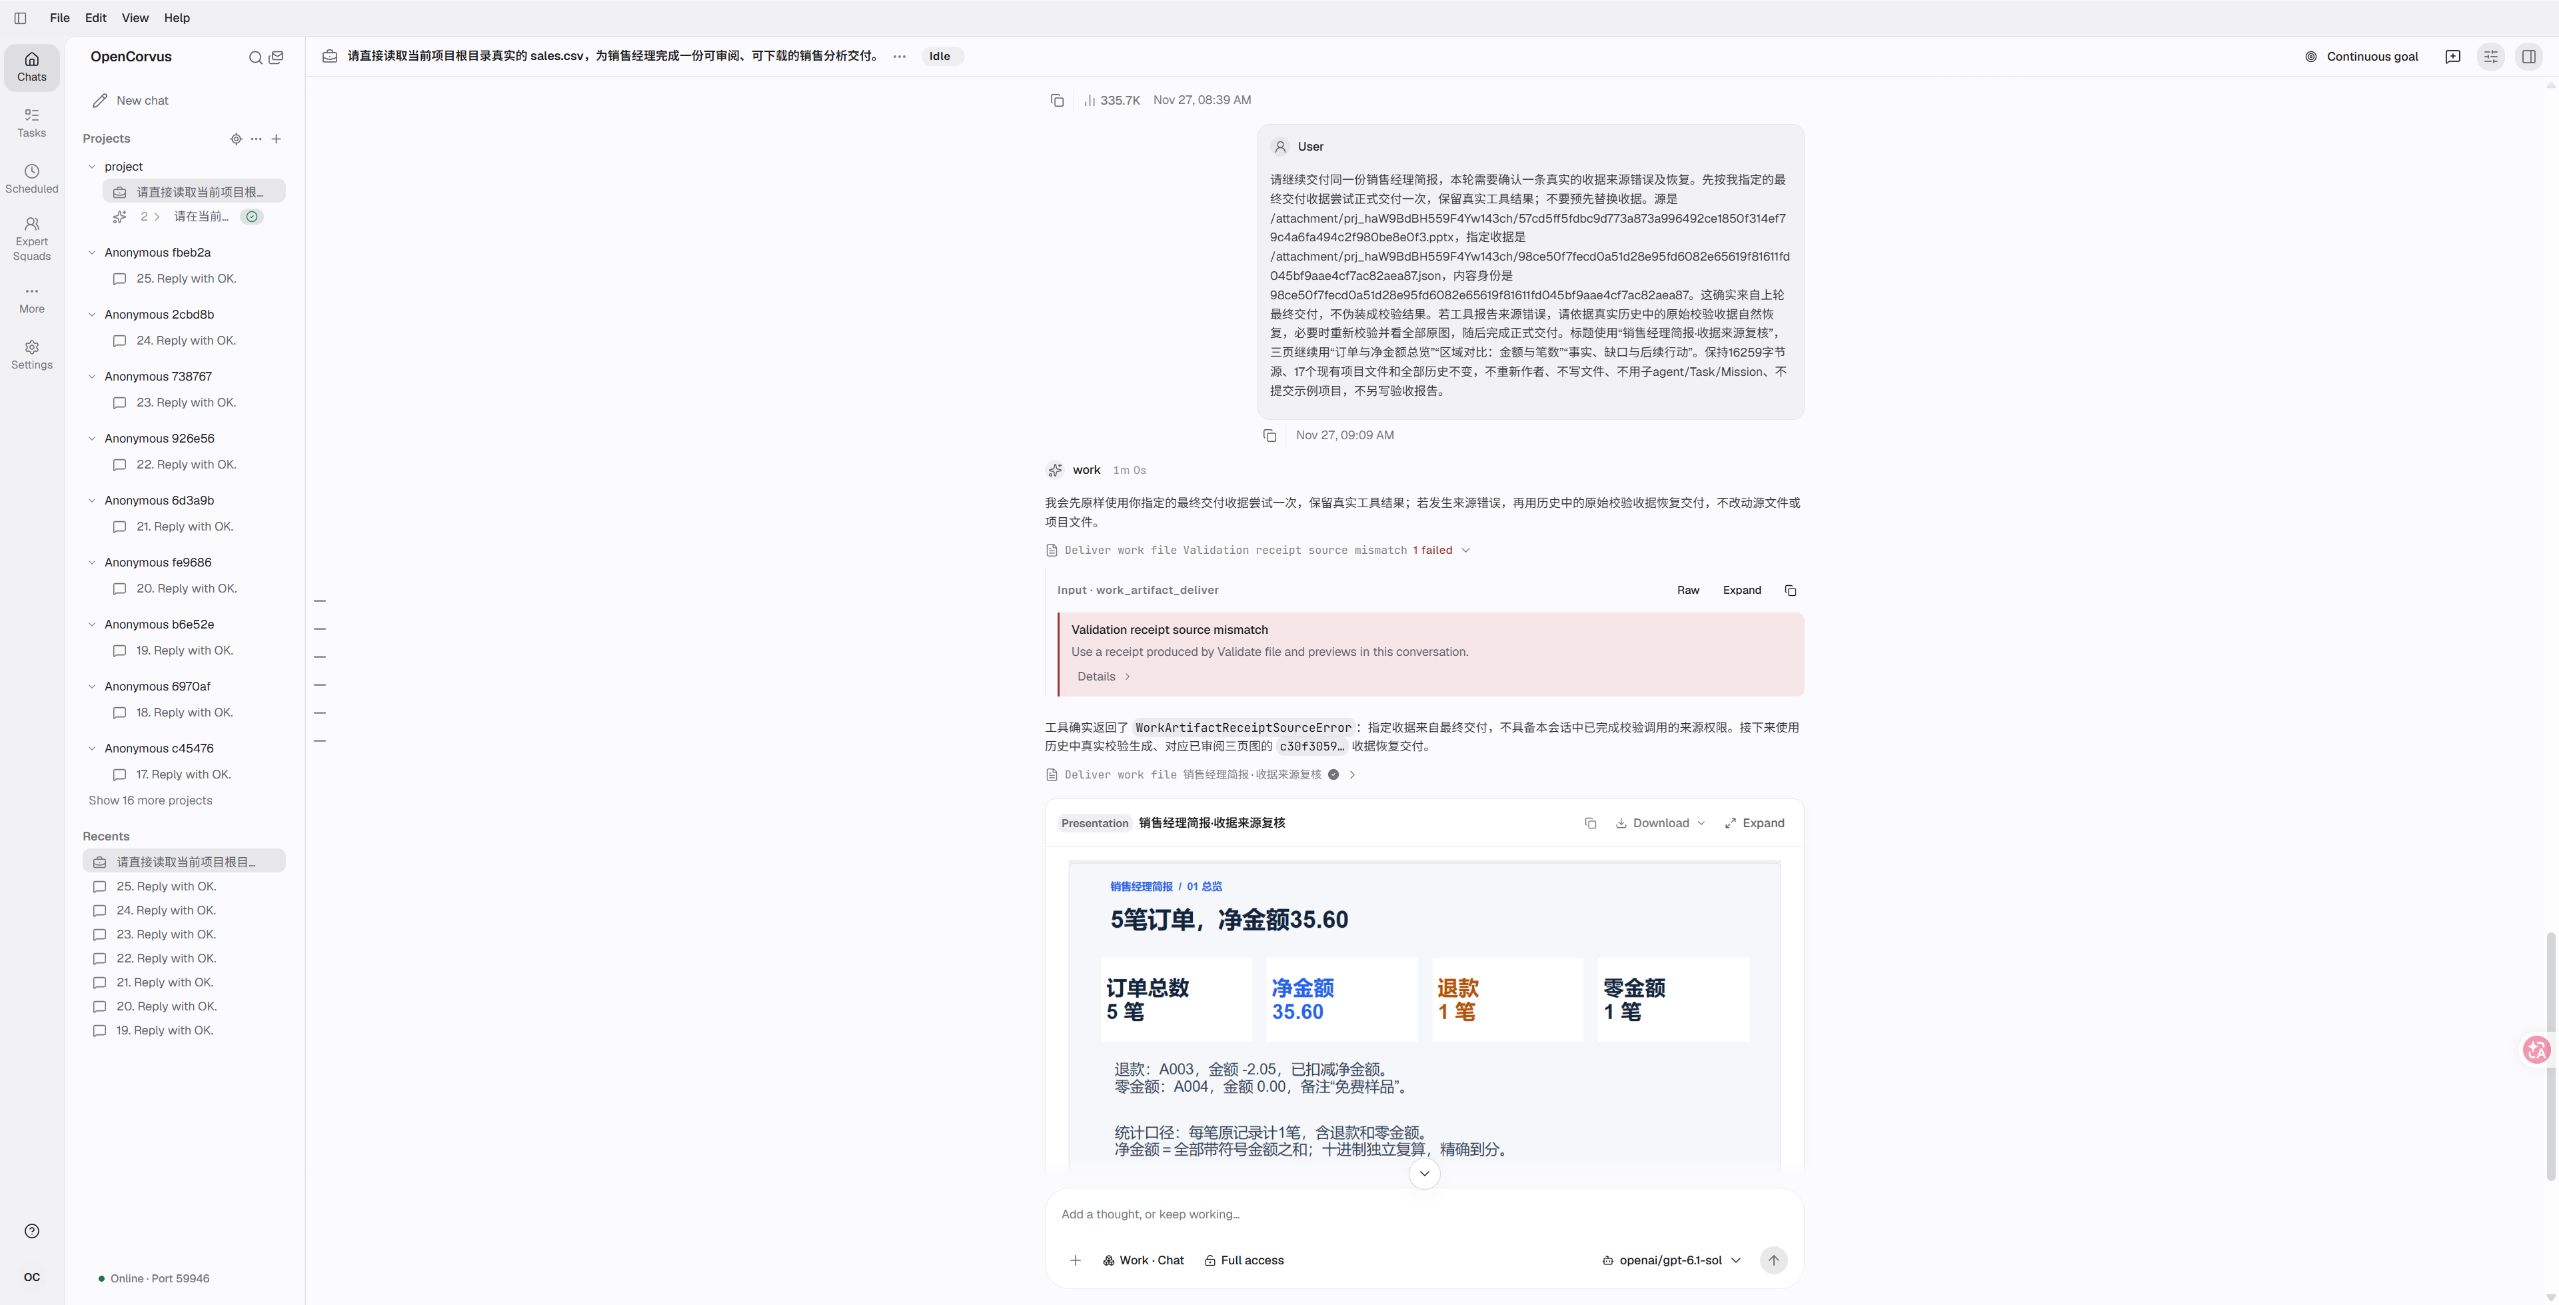 File Edit View Help
Chats
Tasks
Scheduled
Expert
Squads
More
Settings
OC
OpenCorvus
New chat
Projects
project
请直接读取当前项目根...
2 请在当前...
Anonymous fbeb2a
25. Reply with OK.
Anonymous 2cbd8b
24. Reply with OK.
Anonymous 738767
23. Reply with OK.
Anonymous 926e56
22. Reply with OK.
Anonymous 6d3a9b
21. Reply with OK.
Anonymous fe9686
20. Reply with OK.
Anonymous b6e52e
19. Reply with OK.
Anonymous 6970af
18. Reply with OK.
Anonymous c45476
17. Reply with OK.
Show 16 more projects
Recents
请直接读取当前项目根目...
25. Reply with OK.
24. Reply with OK.
23. Reply with OK.
22. Reply with OK.
21. Reply with OK.
20. Reply with OK.
19. Reply with OK.
Online · Port 59946
请直接读取当前项目根目录真实的 sales.csv，为销售经理完成一份可审阅、可下载的销售分析交付。 ... Idle
Continuous goal
335.7K Nov 27, 08:39 AM
User
请继续交付同一份销售经理简报，本轮需要确认一条真实的收据来源错误及恢复。先按我指定的最
终交付收据尝试正式交付一次，保留真实工具结果；不要预先替换收据。源是
/attachment/prj_haW9BdBH559F4Yw143ch/57cd5ff5fdbc9d773a873a996492ce1850f314ef7
9c4a6fa494c2f980be8e0f3.pptx，指定收据是
/attachment/prj_haW9BdBH559F4Yw143ch/98ce50f7fecd0a51d28e95fd6082e65619f81611fd
045bf9aae4cf7ac82aea87.json，内容身份是
98ce50f7fecd0a51d28e95fd6082e65619f81611fd045bf9aae4cf7ac82aea87。这确实来自上轮
最终交付，不伪装成校验结果。若工具报告来源错误，请依据真实历史中的原始校验收据自然恢
复，必要时重新校验并看全部原图，随后完成正式交付。标题使用“销售经理简报·收据来源复核”，
三页继续用“订单与净金额总览”“区域对比：金额与笔数”“事实、缺口与后续行动”。保持16259字节
源、17个现有项目文件和全部历史不变，不重新作者、不写文件、不用子agent/Task/Mission、不
提交示例项目，不另写验收报告。
Nov 27, 09:09 AM
work 1m 0s
我会先原样使用你指定的最终交付收据尝试一次，保留真实工具结果；若发生来源错误，再用历史中的原始校验收据恢复交付，不改动源文件或
项目文件。
Deliver work file Validation receipt source mismatch 1 failed
Input · work_artifact_deliver Raw Expand
Validation receipt source mismatch
Use a receipt produced by Validate file and previews in this conversation.
Details
工具确实返回了 WorkArtifactReceiptSourceError：指定收据来自最终交付，不具备本会话中已完成校验调用的来源权限。接下来使用
历史中真实校验生成、对应已审阅三页图的 c30f3059… 收据恢复交付。
Deliver work file 销售经理简报·收据来源复核
Presentation 销售经理简报·收据来源复核 Download Expand
销售经理简报 / 01 总览
5笔订单，净金额35.60
订单总数
5 笔
净金额
35.60
退款
1 笔
零金额
1 笔
退款：A003，金额 -2.05，已扣减净金额。
零金额：A004，金额 0.00，备注“免费样品”。
统计口径：每笔原记录计1笔，含退款和零金额。
净金额 = 全部带符号金额之和；十进制独立复算，精确到分。
Add a thought, or keep working...
Work · Chat Full access openai/gpt-6.1-sol